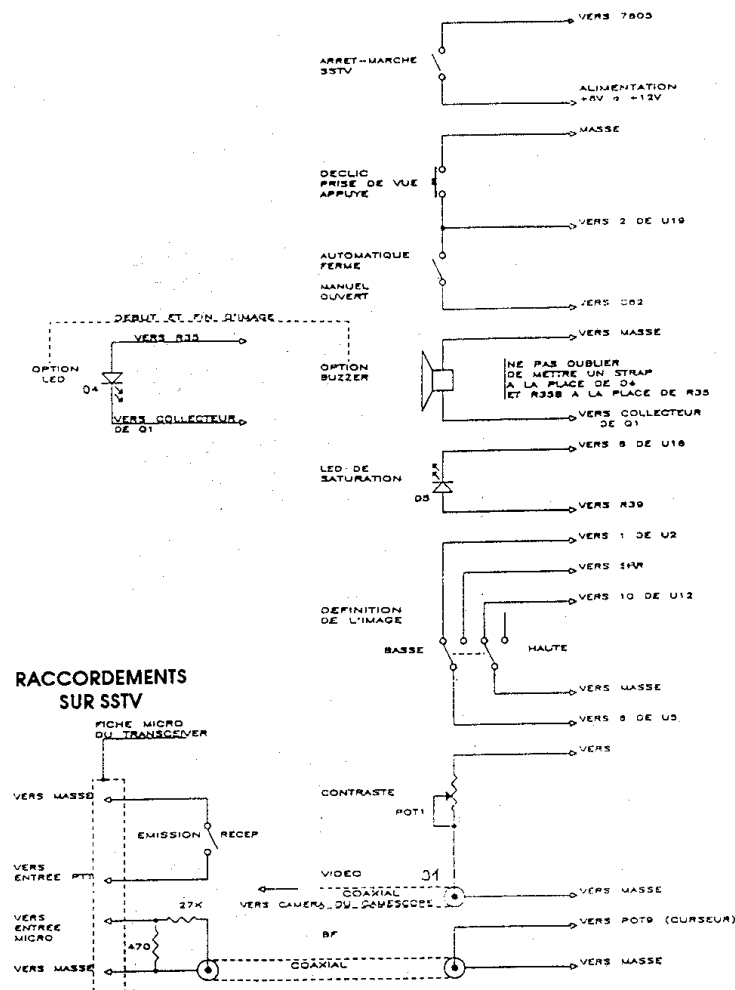 VERS 7805
ARRET-MARCHE
SSTV
ALIMENTATION
+8V a +12V
MASSE
DECLIC
PRISE DE VUE
APPUYE
VERS 2 DE U19
AUTOMATIQUE
FERME
MANUEL
OUVERT
VERS C62
DEBUT ET FIN D'IMAGE
VERS R35
VERS MASSE
OPTION
LED
D4
OPTION
BUZZER
NE PAS OUBLIER
DE METTRE UN STRAP
A LA PLACE DE D4
ET R35B A LA PLACE DE R35
VERS COLLECTEUR
DE Q1
VERS COLLECTEUR
DE Q1
VERS 8 DE U18
LED DE
SATURATION
D5
VERS R39
VERS 1 DE U2
VERS
VERS 10 DE U12
DEFINITION
DE L'IMAGE
BASSE
HAUTE
VERS MASSE
VERS 8 DE U5
RACCORDEMENTS
SUR SSTV
FICHE MICRO
DU TRANSCEIVER
VERS
VERS MASSE
CONTRASTE
POT1
EMISSION
RECEP
VERS
ENTREE PTT
VIDEO
J1
COAXIAL
VERS CAMERA OU CAMESCOPE
VERS MASSE
27K
VERS
ENTREE
MICRO
470
BF
VERS POT9 (CURSEUR)
VERS MASSE
COAXIAL
VERS MASSE